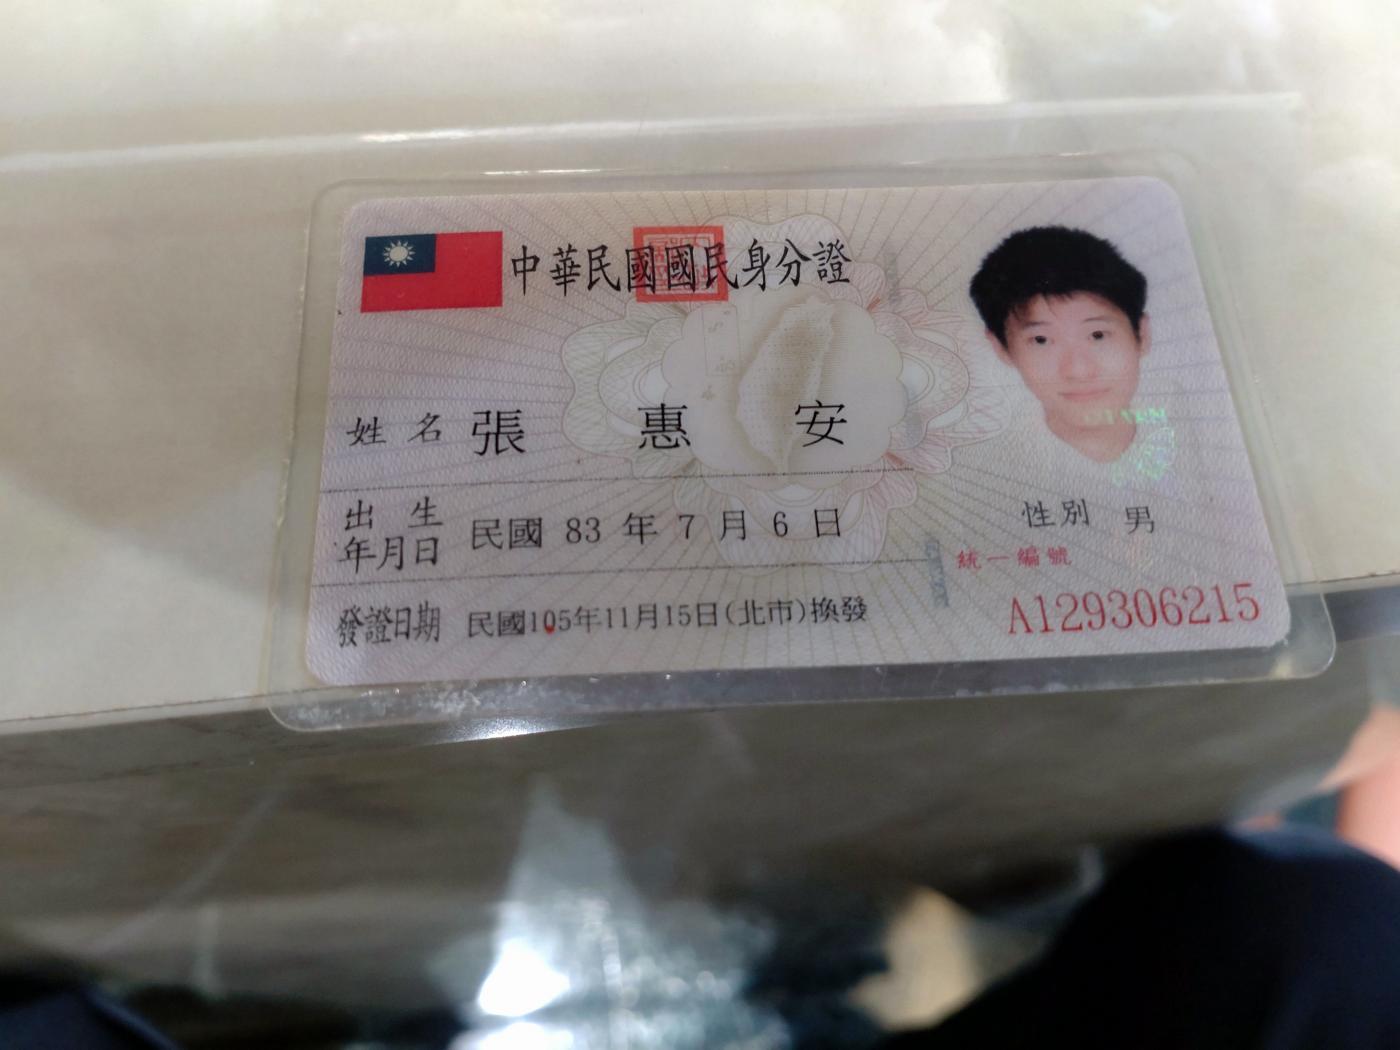 中華民國國民身分證
姓名 張惠安
出生年月日 民國 83 年 7 月 6 日
性別 男
統一編號
發證日期 民國105年11月15日(北市)換發
A129306215